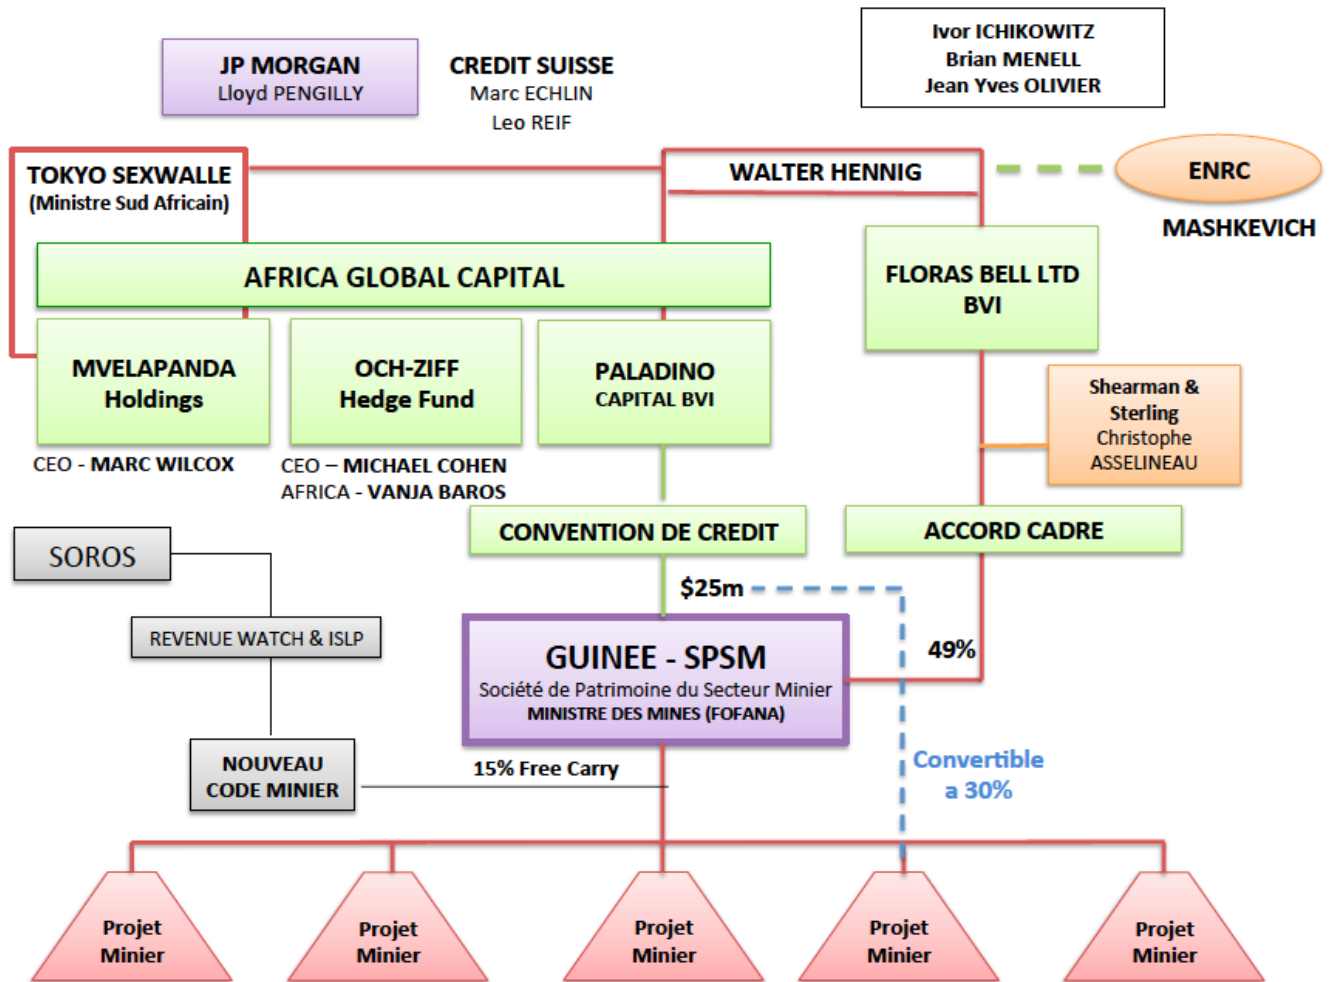 JP MORGAN
Lloyd PENGILLY
CREDIT SUISSE
Marc ECHLIN
Leo REIF
Ivor ICHIKOWITZ
Brian MENELL
Jean Yves OLIVIER
TOKYO SEXWALLE
(Ministre Sud Africain)
WALTER HENNIG
ENRC
MASHKEVICH
AFRICA GLOBAL CAPITAL
FLORAS BELL LTD
BVI
MVELAPANDA
Holdings
OCH-ZIFF
Hedge Fund
PALADINO
CAPITAL BVI
Shearman &
Sterling
Christophe
ASSELINEAU
CEO - MARC WILCOX
CEO – MICHAEL COHEN
AFRICA - VANJA BAROS
CONVENTION DE CREDIT
ACCORD CADRE
SOROS
$25m
REVENUE WATCH & ISLP
GUINEE - SPSM
Société de Patrimoine du Secteur Minier
MINISTRE DES MINES (FOFANA)
49%
NOUVEAU
CODE MINIER
15% Free Carry
Convertible
a 30%
Projet
Minier
Projet
Minier
Projet
Minier
Projet
Minier
Projet
Minier